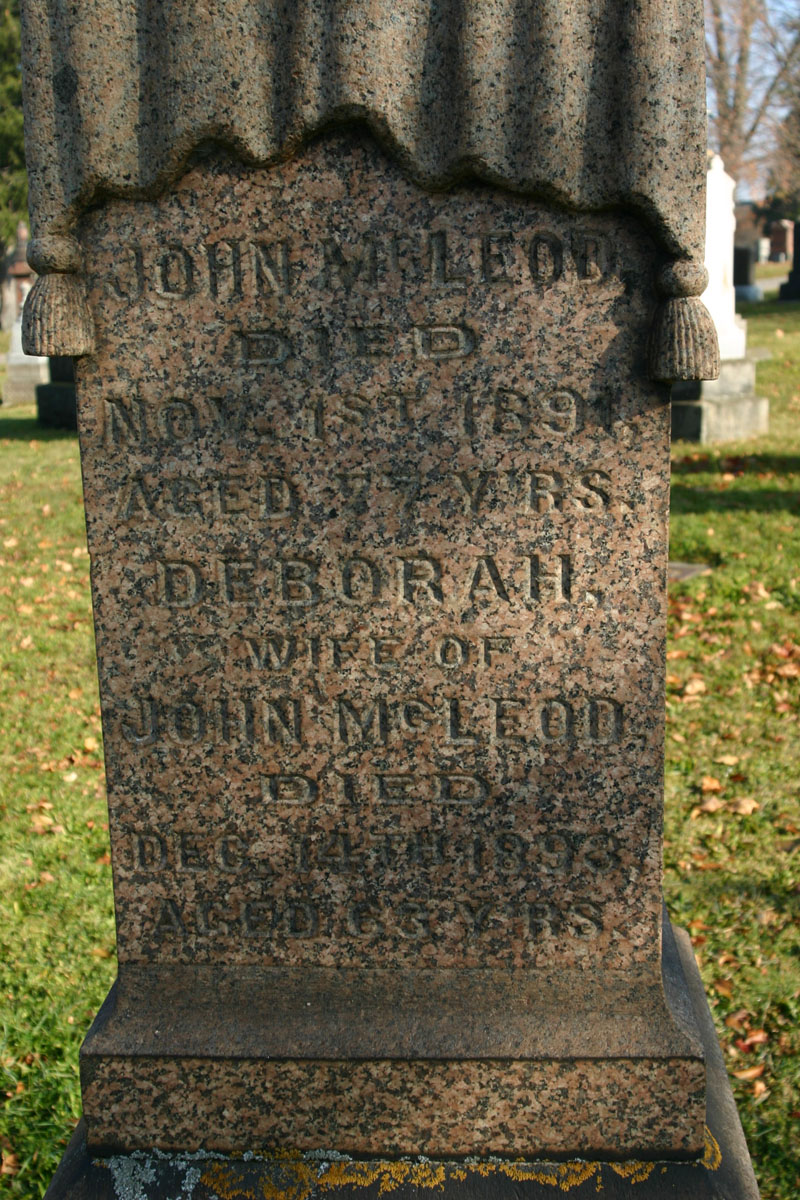 JOHN McLEOD,
DIED
NOV. 1ST 1891,
AGED 77 Y'RS.
DEBORAH,
WIFE OF
JOHN McLEOD,
DIED
DEC. 14TH 1893,
AGED 63 Y'RS.